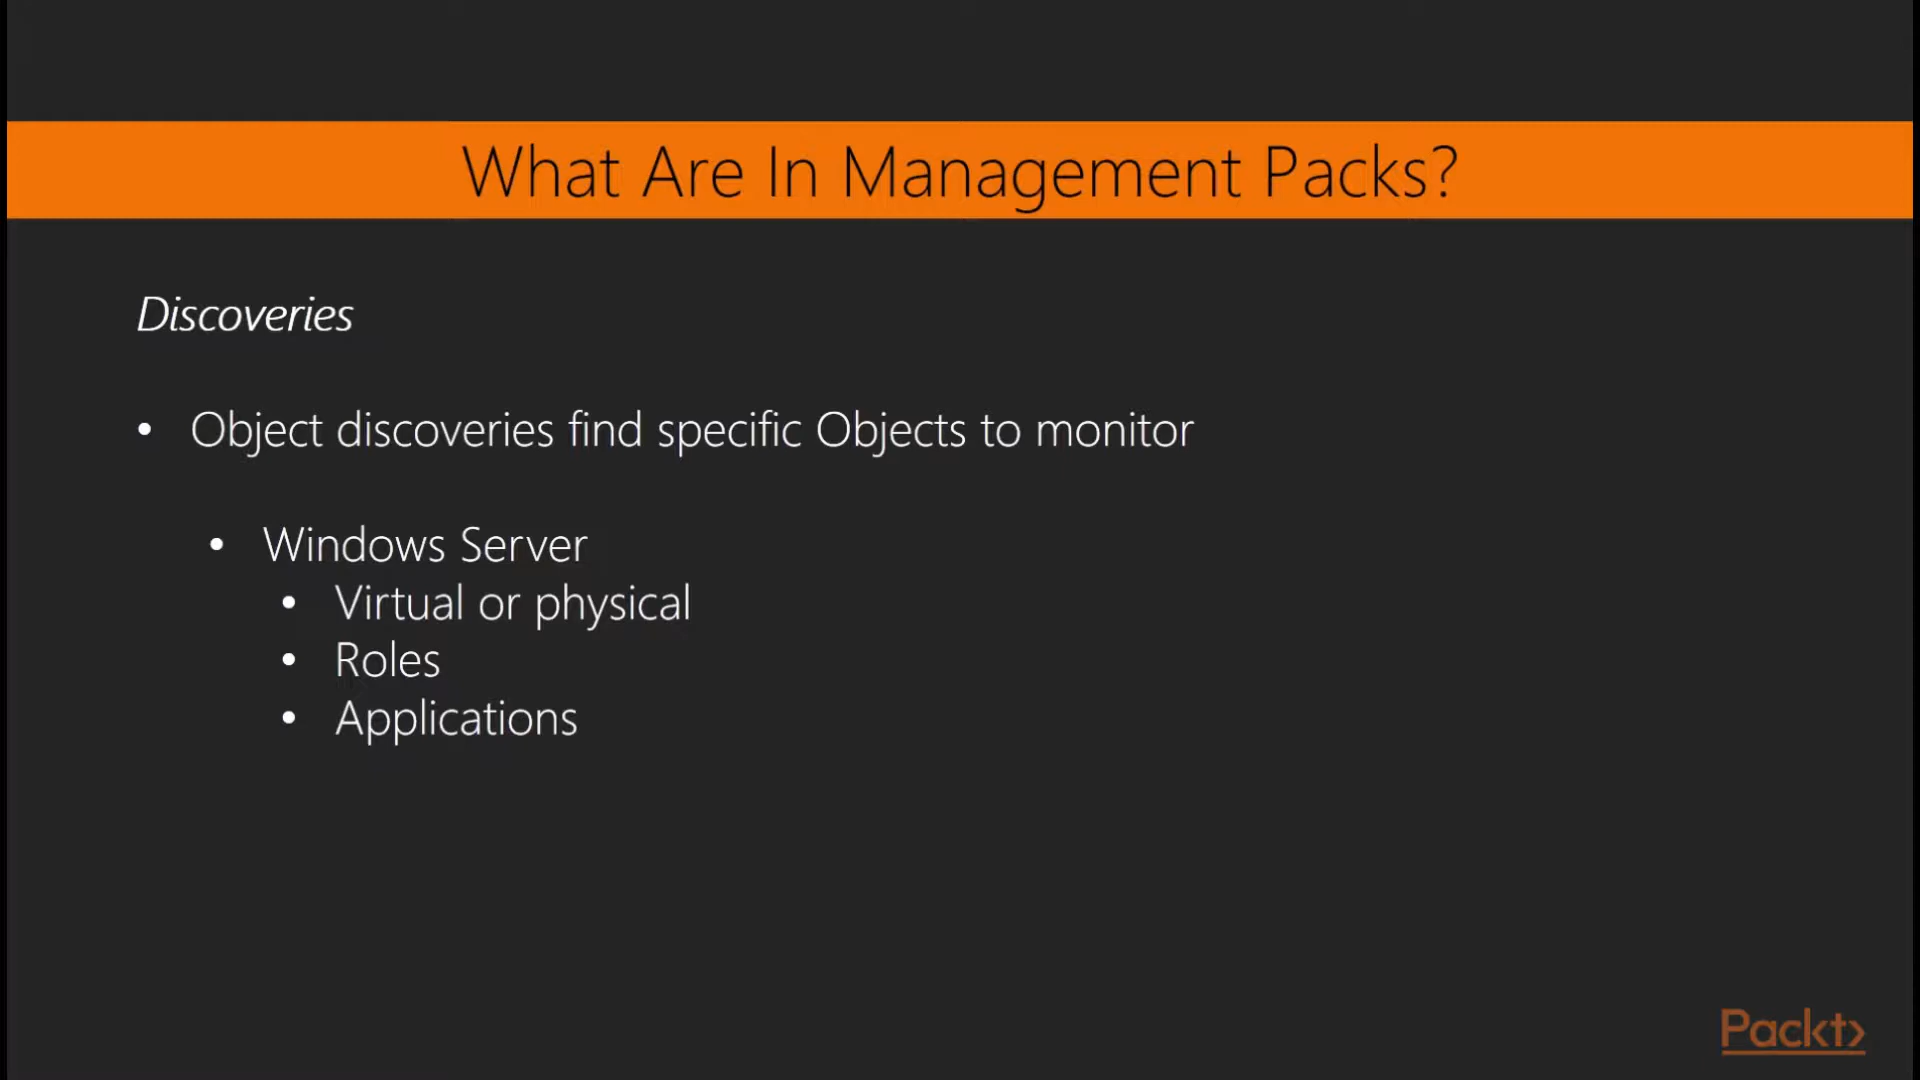 What Are In Management Packs?
Discoveries
• Object discoveries find specific Objects to monitor
• Windows Server
• Virtual or physical
• Roles
• Applications
Packt>